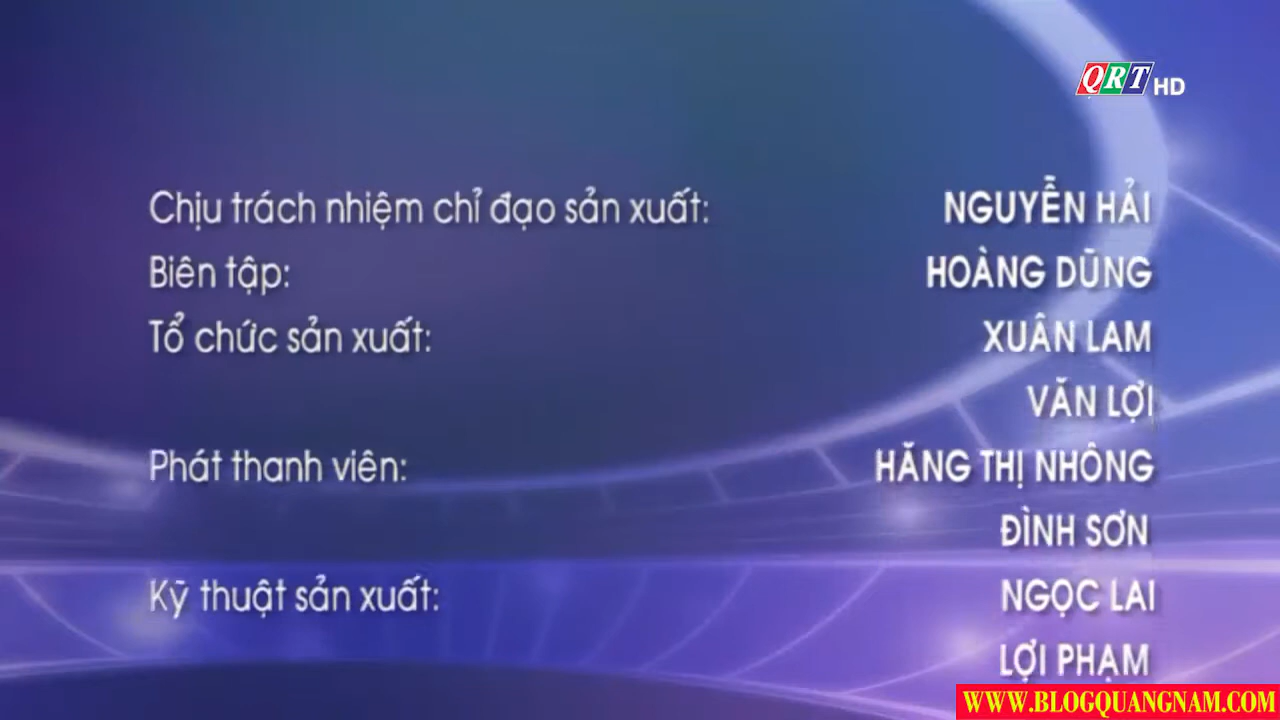 QRT HD
Chịu trách nhiệm chỉ đạo sản xuất: NGUYỄN HẢI
Biên tập: HOÀNG DŨNG
Tổ chức sản xuất: XUÂN LAM
VĂN LỢI
Phát thanh viên: HĂNG THỊ NHÔNG
ĐÌNH SƠN
Kỹ thuật sản xuất: NGỌC LAI
LỢI PHẠM
WWW.BLOGQUANGNAM.COM